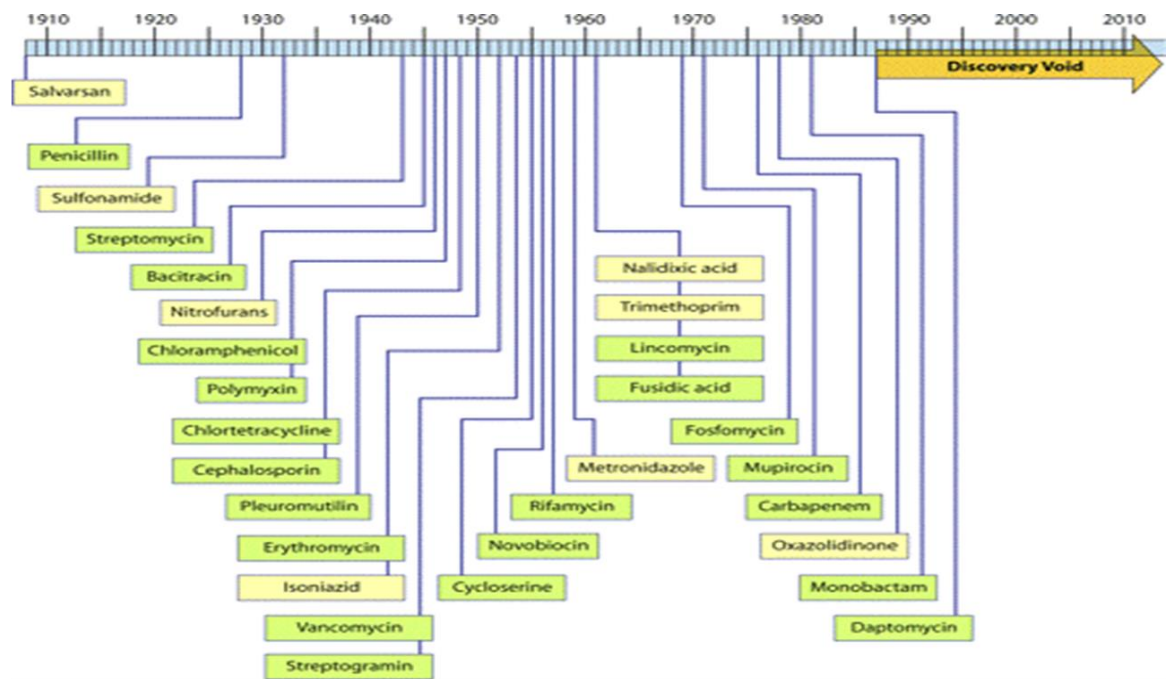 1910 1920 1930 1940 1950 1960 1970 1980 1990 2000 2010
Discovery Void
Salvarsan
Penicillin
Sulfonamide
Streptomycin
Bacitracin
Nitrofurans
Chloramphenicol
Polymyxin
Chlortetracycline
Cephalosporin
Pleuromutilin
Erythromycin
Isoniazid
Vancomycin
Streptogramin
Cycloserine
Novobiocin
Rifamycin
Metronidazole
Nalidixic acid
Trimethoprim
Lincomycin
Fusidic acid
Fosfomycin
Mupirocin
Carbapenem
Oxazolidinone
Monobactam
Daptomycin